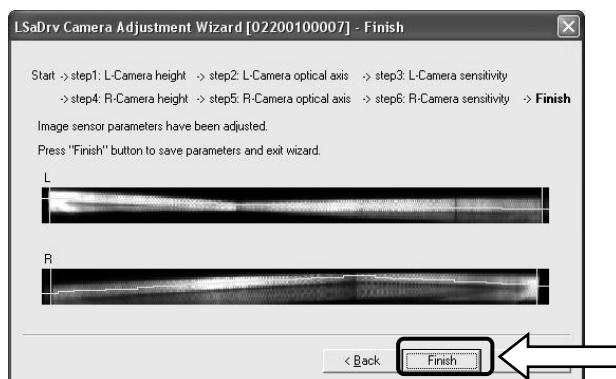 LSaDrv Camera Adjustment Wizard [02200100007] - Finish
Start -> step1: L-Camera height -> step2: L-Camera optical axis -> step3: L-Camera sensitivity
-> step4: R-Camera height -> step5: R-Camera optical axis -> step6: R-Camera sensitivity -> Finish
Image sensor parameters have been adjusted.
Press "Finish" button to save parameters and exit wizard.
L
R
< Back Finish